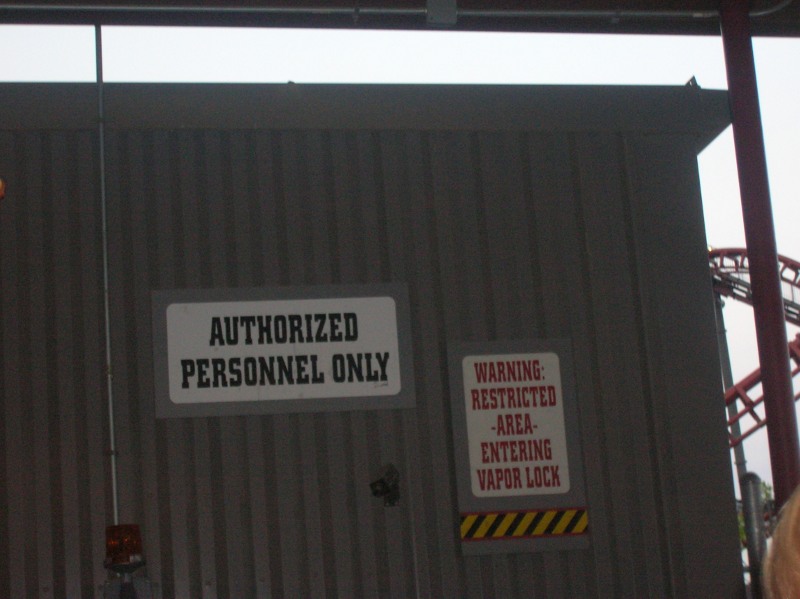 AUTHORIZED
PERSONNEL ONLY
WARNING:
RESTRICTED
-AREA-
ENTERING
VAPOR LOCK